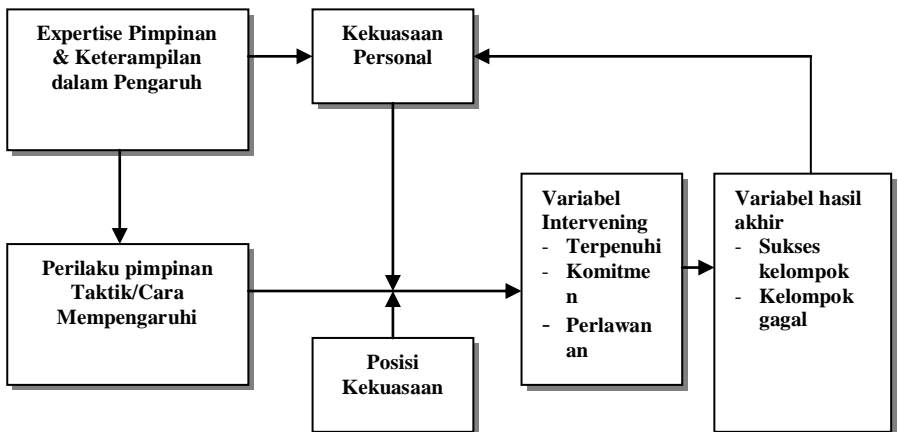 Expertise Pimpinan
& Keterampilan
dalam Pengaruh
Kekuasaan
Personal
Perilaku pimpinan
Taktik/Cara
Mempengaruhi
Posisi
Kekuasaan
Variabel
Intervening
- Terpenuhi
- Komitme
n
- Perlawan
an
Variabel hasil
akhir
- Sukses
kelompok
- Kelompok
gagal